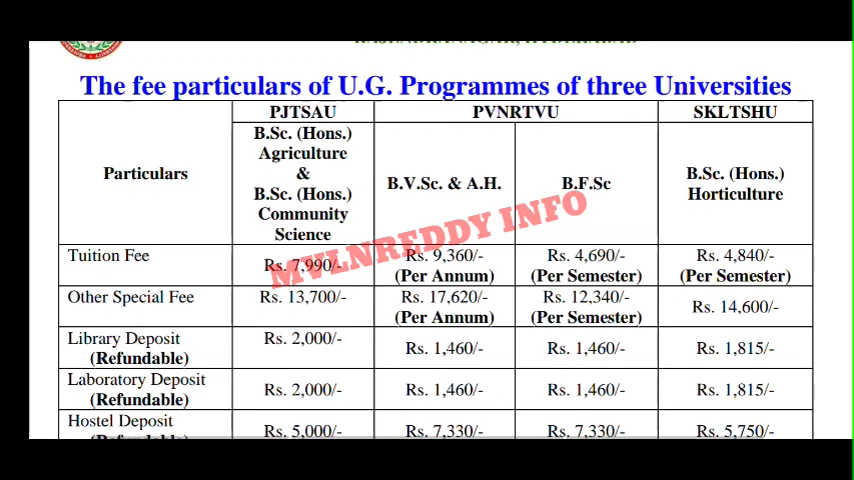 The fee particulars of U.G. Programmes of three Universities
Particulars PJTSAU PVNRTVU SKLTSHU
B.Sc. (Hons.)
Agriculture
&
B.Sc. (Hons.)
Community
Science
B.V.Sc. & A.H.
B.F.Sc
B.Sc. (Hons.)
Horticulture
MVLNREDDY INFO
Tuition Fee
Rs. 7,990/-
Rs. 9,360/-
(Per Annum)
Rs. 4,690/-
(Per Semester)
Rs. 4,840/-
(Per Semester)
Other Special Fee
Rs. 13,700/-
Rs. 17,620/-
(Per Annum)
Rs. 12,340/-
(Per Semester)
Rs. 14,600/-
Library Deposit
(Refundable)
Rs. 2,000/-
Rs. 1,460/-
Rs. 1,460/-
Rs. 1,815/-
Laboratory Deposit
(Refundable)
Rs. 2,000/-
Rs. 1,460/-
Rs. 1,460/-
Rs. 1,815/-
Hostel Deposit
Rs. 5,000/-
Rs. 7,330/-
Rs. 7,330/-
Rs. 5,750/-